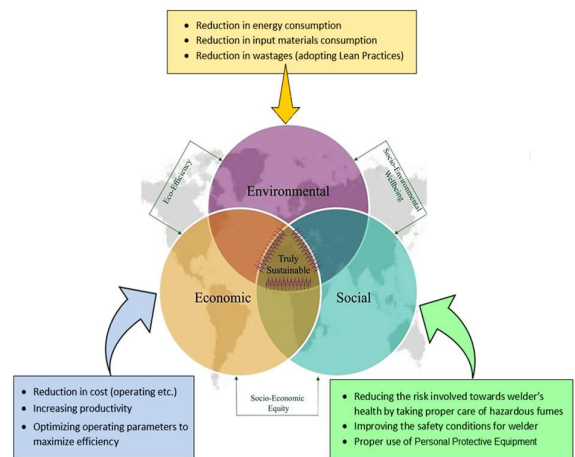 • Reduction in energy consumption
• Reduction in input materials consumption
• Reduction in wastages (adopting Lean Practices)
Eco-Efficiency
Socio-Environmental
Wellbeing
Environmental
Truly
Sustainable
Economic
Social
Socio-Economic
Equity
• Reduction in cost (operating etc.)
• Increasing productivity
• Optimizing operating parameters to
maximize efficiency
• Reducing the risk involved towards welder's
health by taking proper care of hazardous fumes
• Improving the safety conditions for welder
• Proper use of Personal Protective Equipment